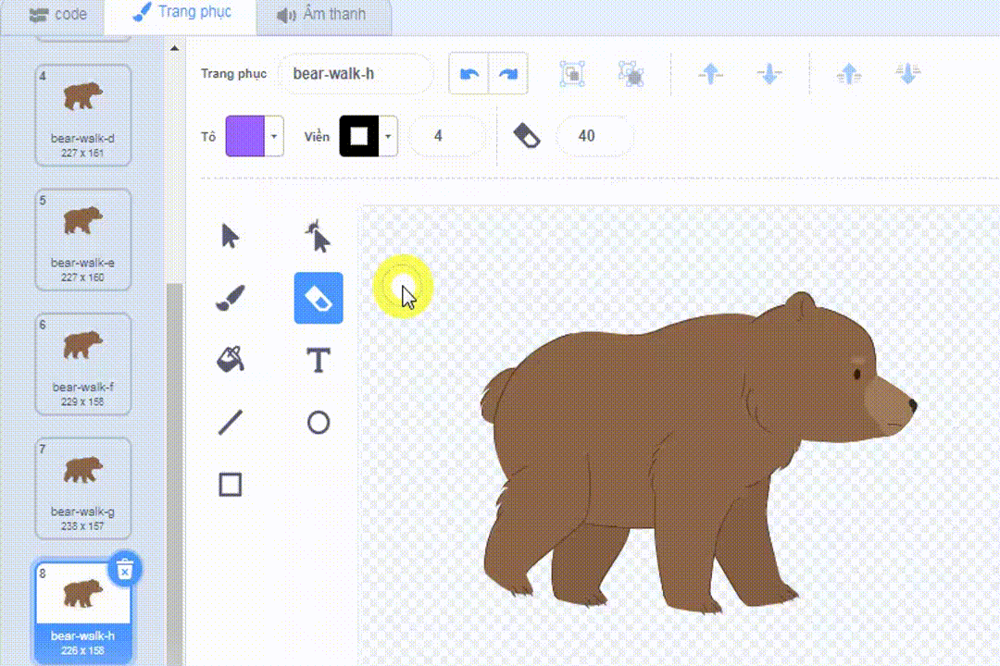 code
Trang phục
Âm thanh
4
bear-walk-d
227 x 161
5
bear-walk-e
227 x 160
6
bear-walk-f
229 x 158
7
bear-walk-g
238 x 157
8
bear-walk-h
226 x 158
Trang phục
bear-walk-h
Tô
Viền
4
40
T